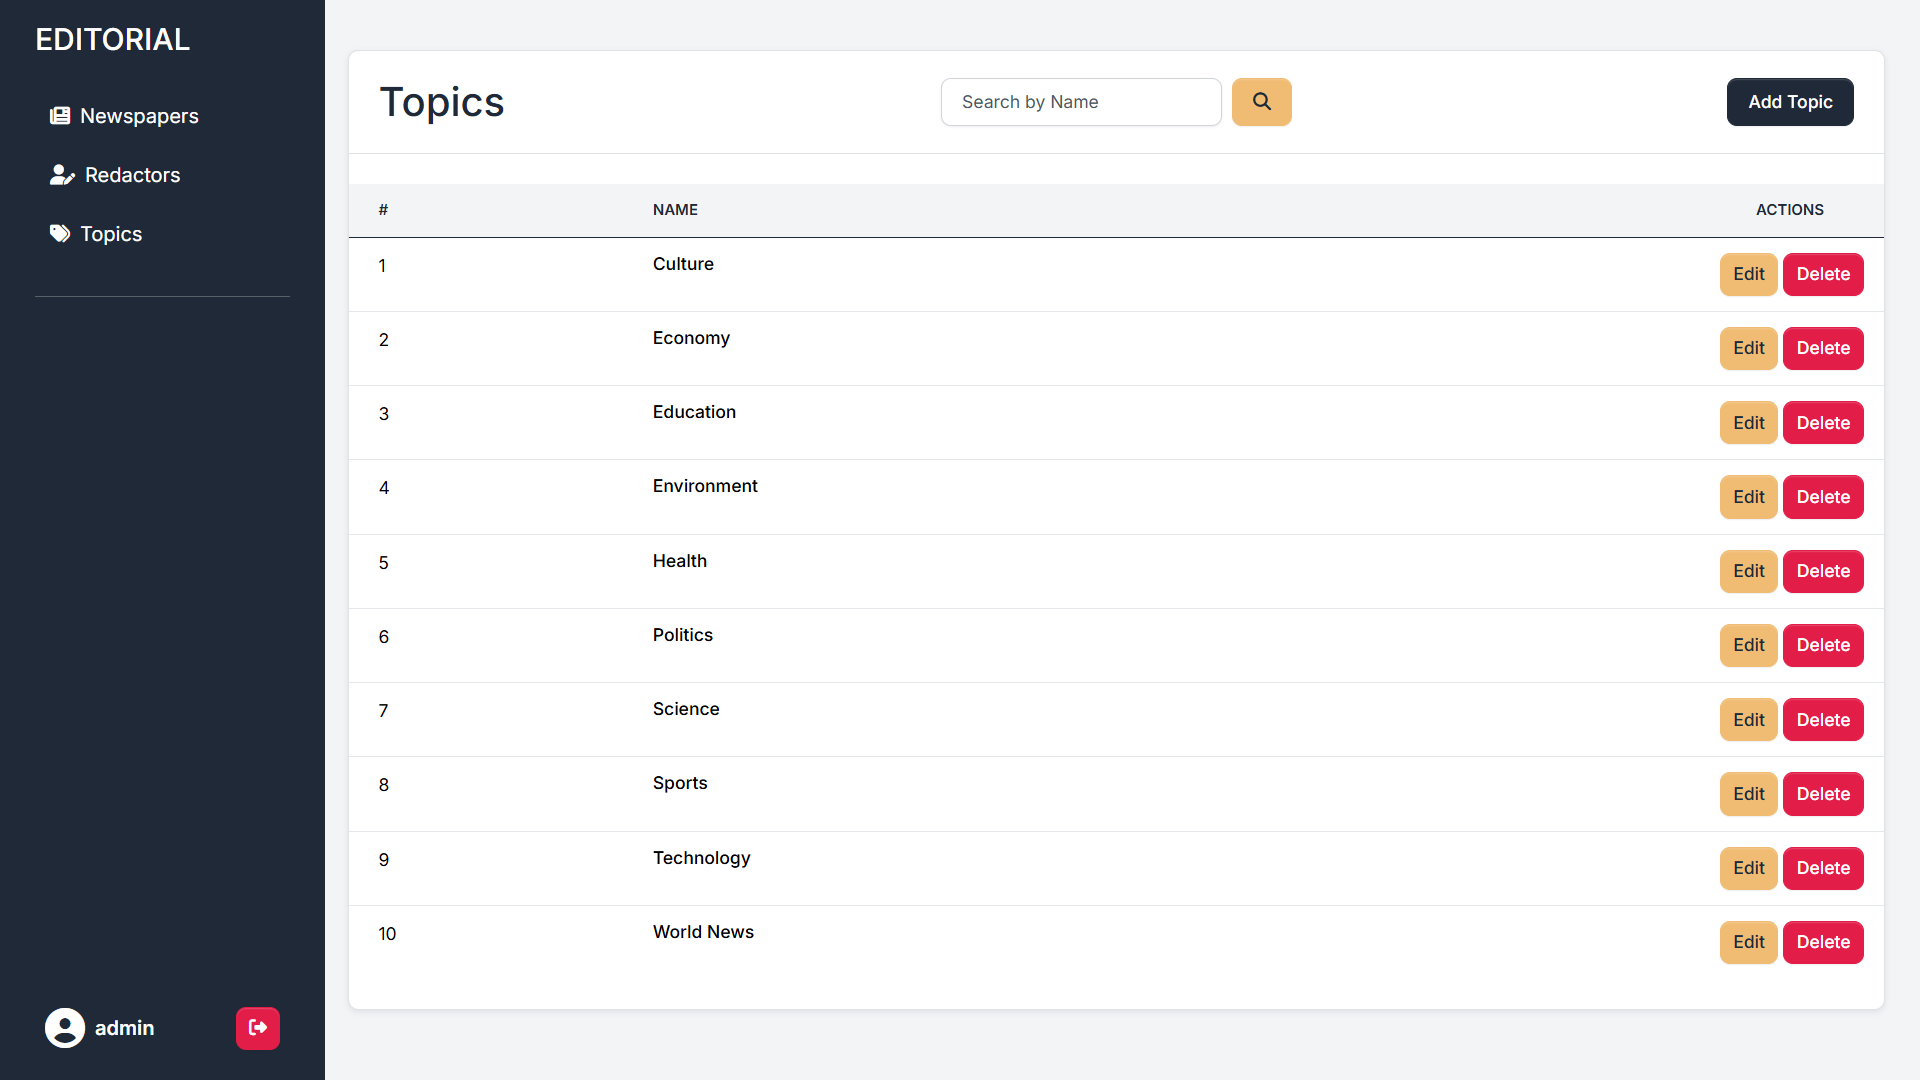 EDITORIAL
Newspapers
Redactors
Topics
admin
Topics
Search by Name
Add Topic
# NAME ACTIONS
1 Culture Edit Delete
2 Economy Edit Delete
3 Education Edit Delete
4 Environment Edit Delete
5 Health Edit Delete
6 Politics Edit Delete
7 Science Edit Delete
8 Sports Edit Delete
9 Technology Edit Delete
10 World News Edit Delete